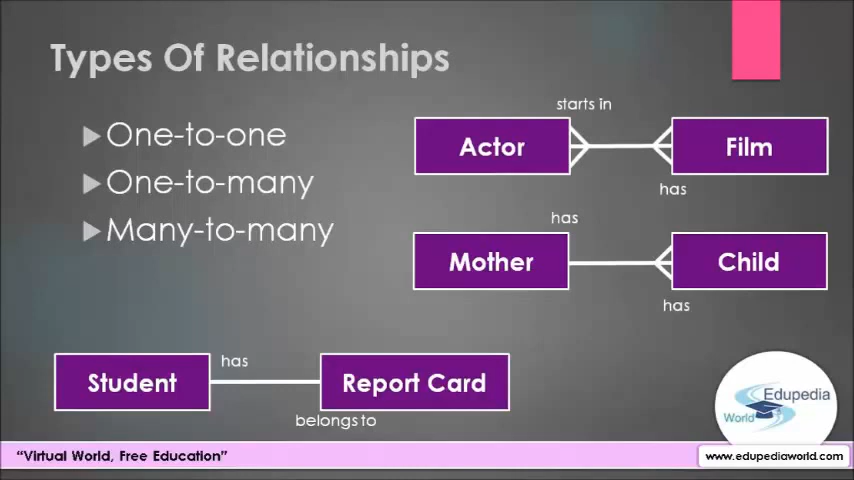 Types Of Relationships
One-to-one
One-to-many
Many-to-many
starts in
Actor
Film
has
has
Mother
Child
has
Student
has
Report Card
belongs to
Edupedia
World
“Virtual World, Free Education”
www.edupediaworld.com